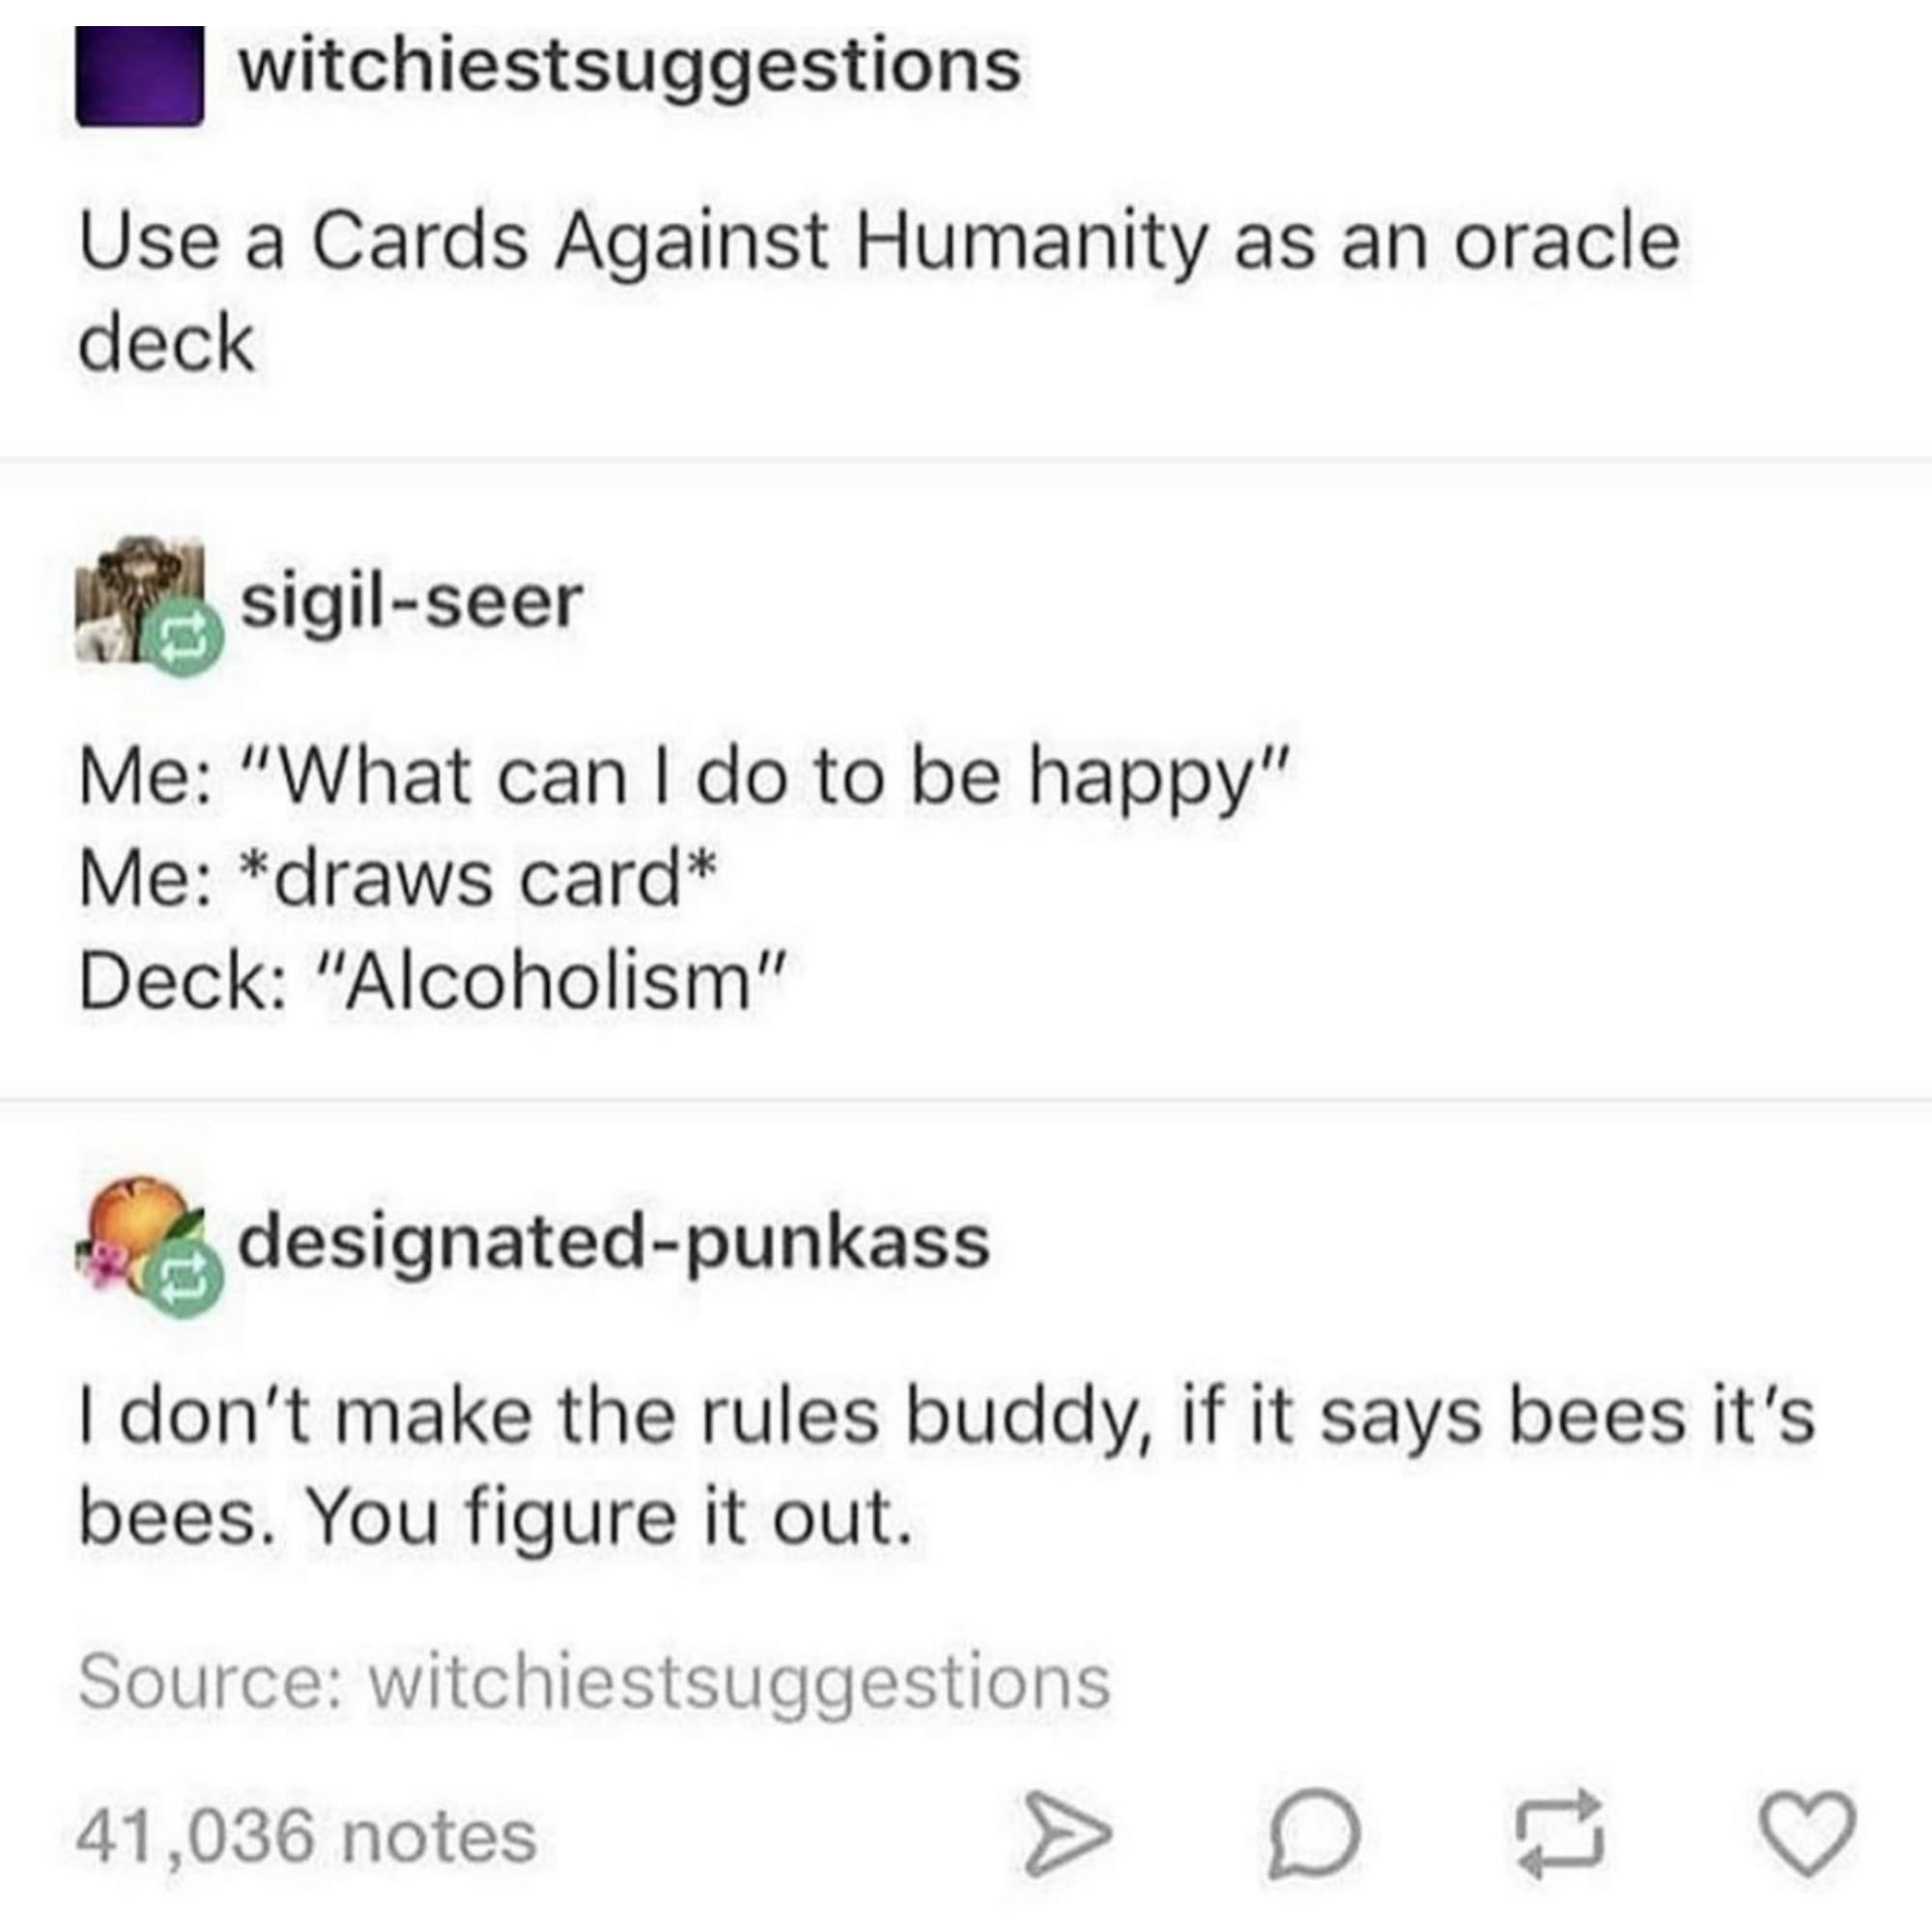 witchiestsuggestions
Use a Cards Against Humanity as an oracle
deck
sigil-seer
Me: "What can I do to be happy"
Me: *draws card*
Deck: "Alcoholism"
designated-punkass
I don't make the rules buddy, if it says bees it's
bees. You figure it out.
Source: witchiestsuggestions
41,036 notes